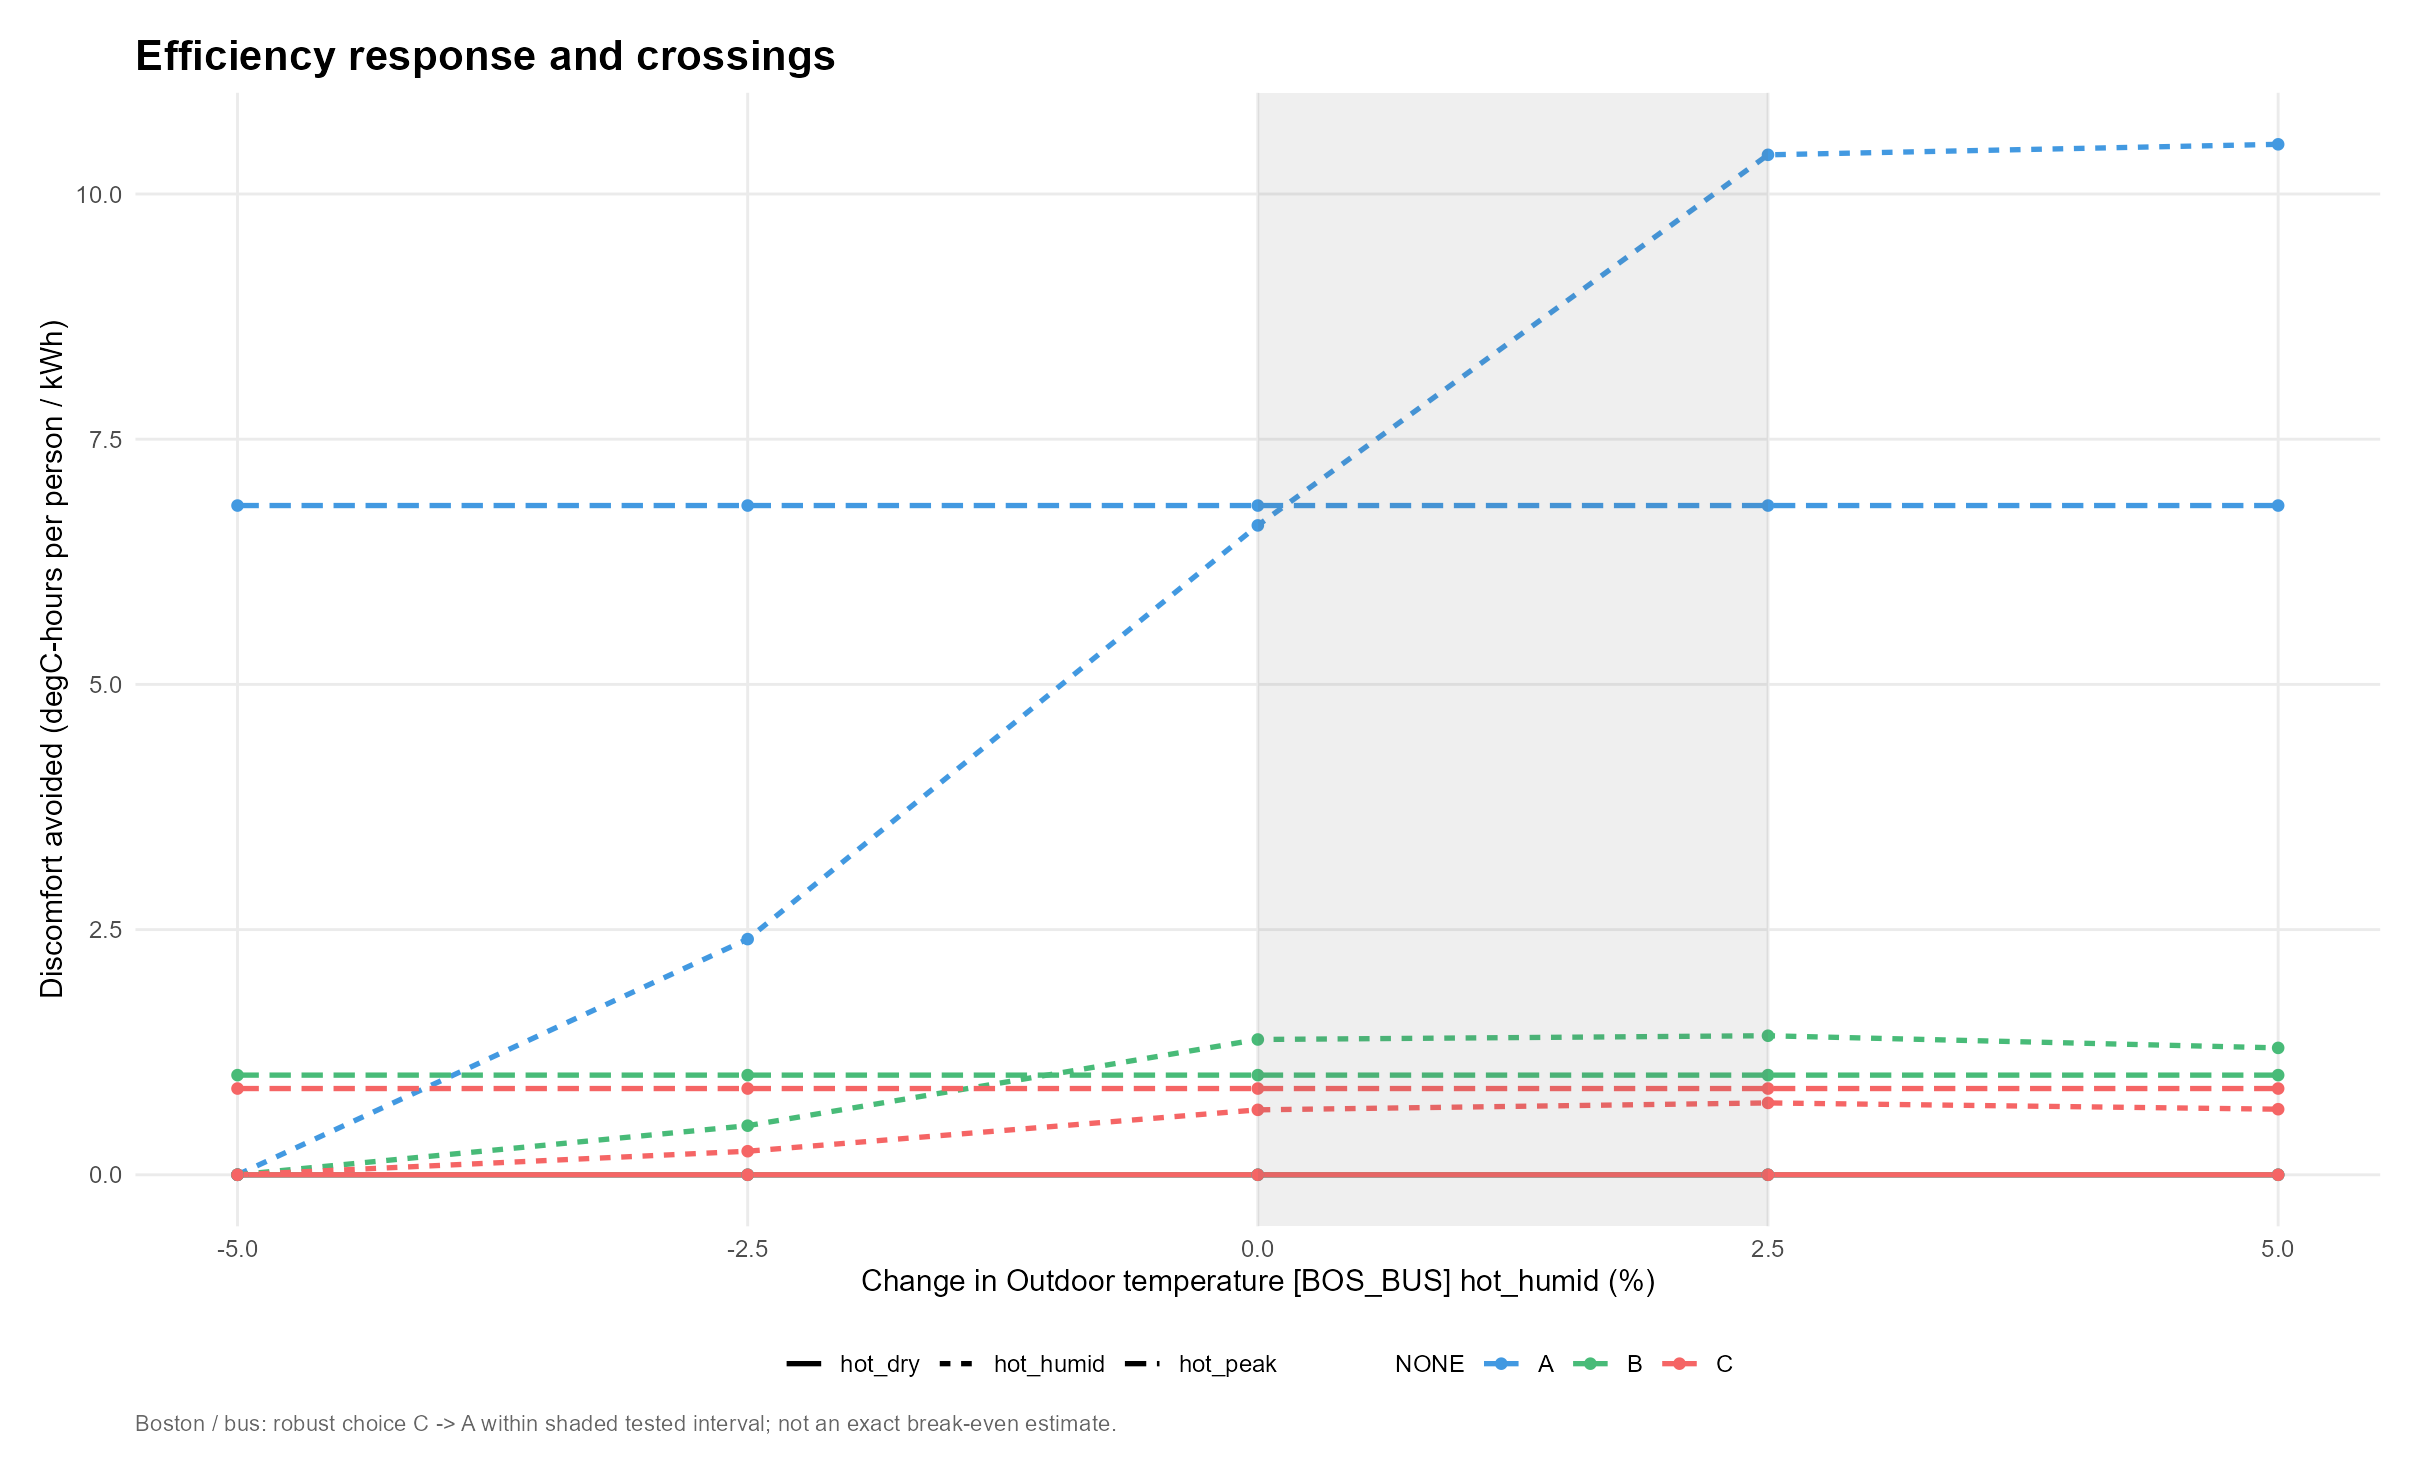 Efficiency response and crossings
Discomfort avoided (degC-hours per person / kWh)
10.0
7.5
5.0
2.5
0.0
-5.0 -2.5 0.0 2.5 5.0
Change in Outdoor temperature [BOS_BUS] hot_humid (%)
hot_dry hot_humid hot_peak NONE A B C
Boston / bus: robust choice C -> A within shaded tested interval; not an exact break-even estimate.